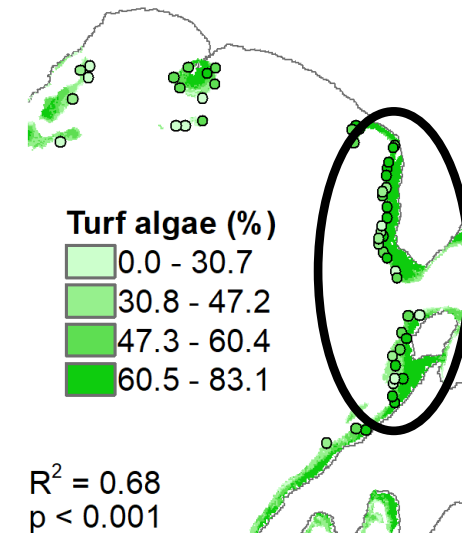 Turf algae (%)
0.0 - 30.7
30.8 - 47.2
47.3 - 60.4
60.5 - 83.1
R² = 0.68
p < 0.001